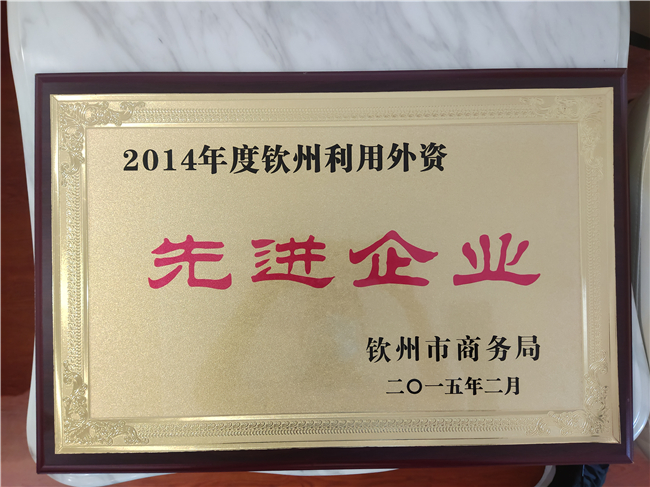 2014年度钦州利用外资
先进企业
钦州市商务局
二〇一五年二月